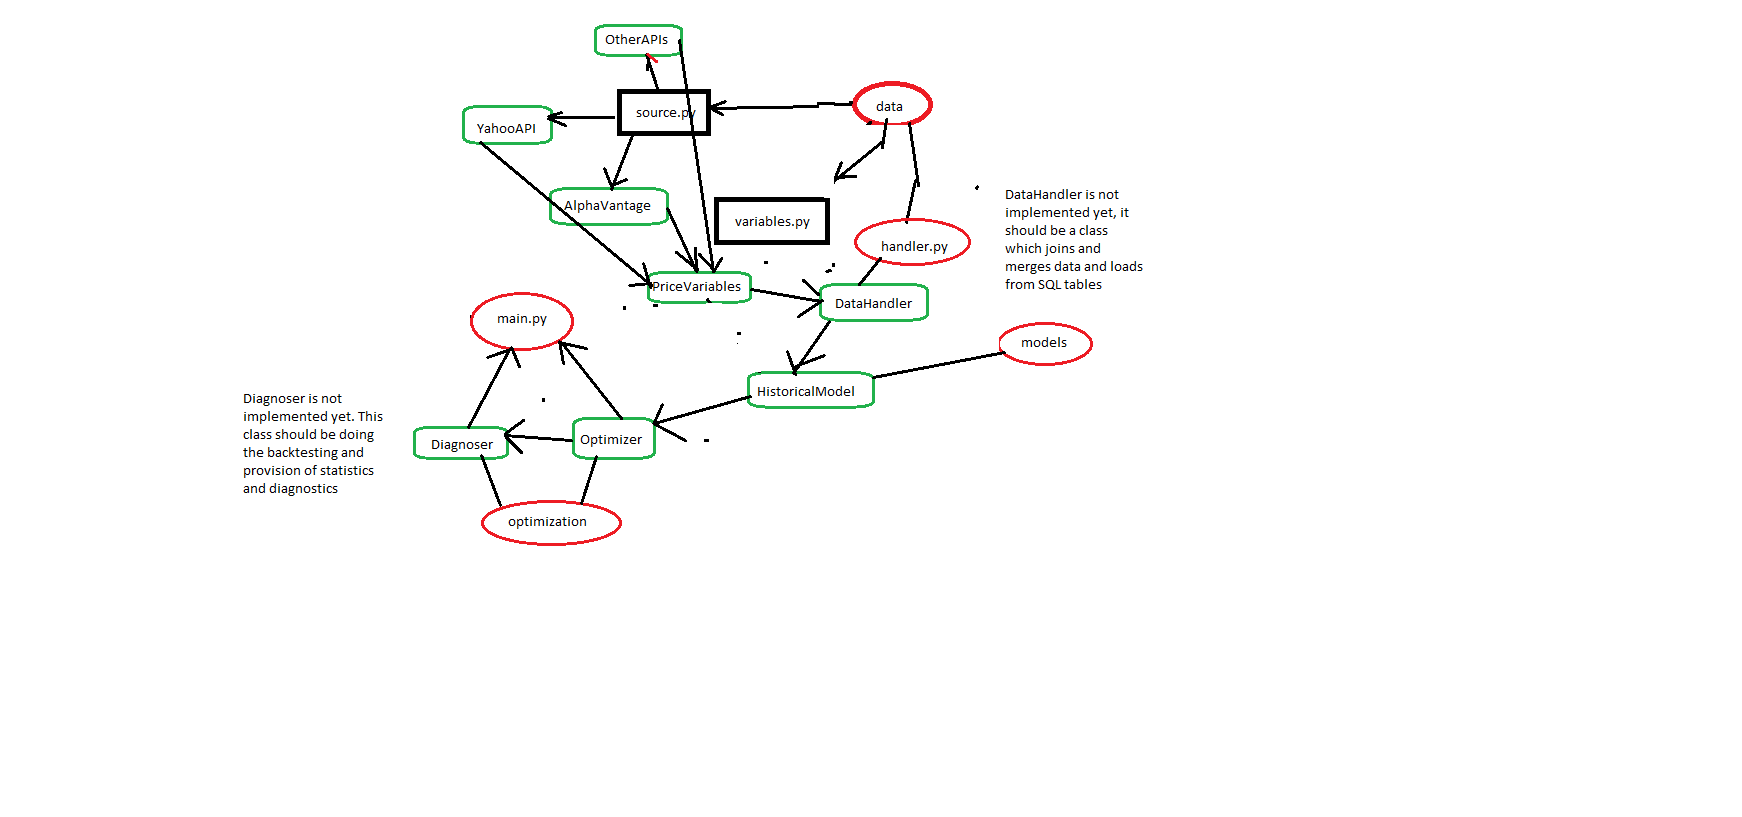 OtherAPIs
source.py
data
YahooAPI
AlphaVantage
variables.py
handler.py
DataHandler is not
implemented yet, it
should be a class
which joins and
merges data and loads
from SQL tables
PriceVariables
DataHandler
main.py
models
HistoricalModel
Diagnoser is not
implemented yet. This
class should be doing
the backtesting and
provision of statistics
and diagnostics
Diagnoser
Optimizer
optimization